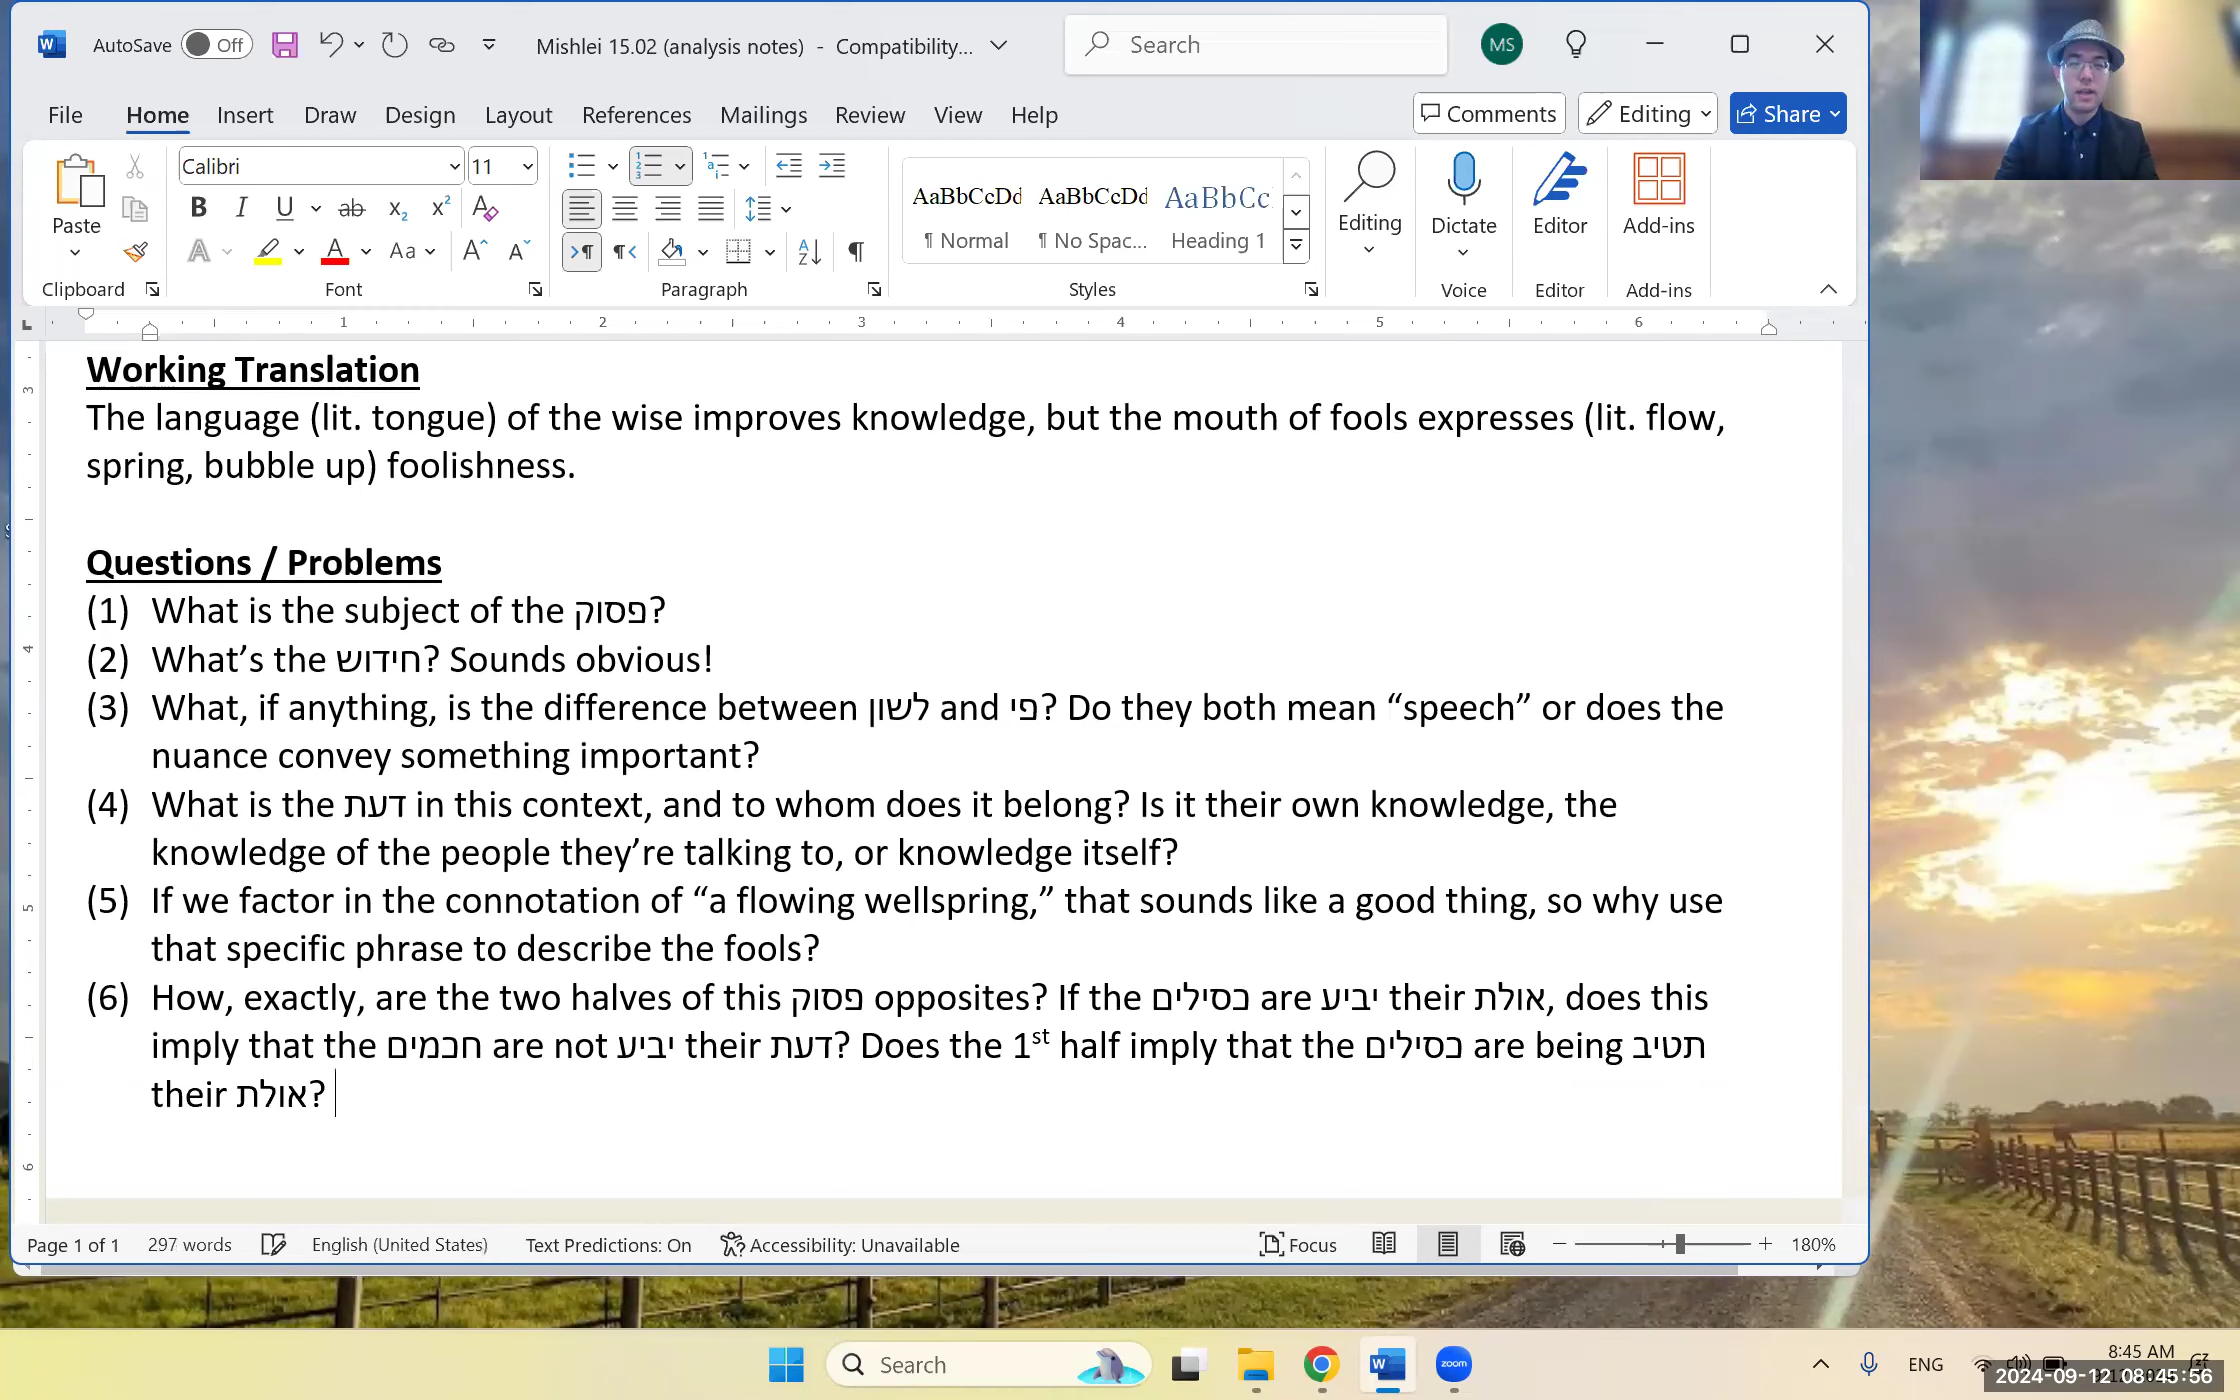 AutoSave Off Mishlei 15.02 (analysis notes) - Compatibility... Search MS
File Home Insert Draw Design Layout References Mailings Review View Help Comments Editing Share
Paste
Calibri 11
AaBbCcDd AaBbCcDd AaBbCc
¶ Normal ¶ No Spac... Heading 1
Editing Dictate Editor Add-ins
Clipboard Font Paragraph Styles Voice Editor Add-ins
1 2 3 4 5 6
Working Translation
The language (lit. tongue) of the wise improves knowledge, but the mouth of fools expresses (lit. flow,
spring, bubble up) foolishness.
Questions / Problems
(1) What is the subject of the פסוק?
(2) What’s the חידוש? Sounds obvious!
(3) What, if anything, is the difference between לשון and פי? Do they both mean “speech” or does the
nuance convey something important?
(4) What is the דעת in this context, and to whom does it belong? Is it their own knowledge, the
knowledge of the people they’re talking to, or knowledge itself?
(5) If we factor in the connotation of “a flowing wellspring,” that sounds like a good thing, so why use
that specific phrase to describe the fools?
(6) How, exactly, are the two halves of this פסוק opposites? If the כסילים are יביע their אולת, does this
imply that the חכמים are not יביע their דעת? Does the 1st half imply that the כסילים are being תטיב
their אולת?
Page 1 of 1 297 words English (United States) Text Predictions: On Accessibility: Unavailable Focus 180%
Search zoom ENG 8:45 AM
2024-09-12 08:45:56